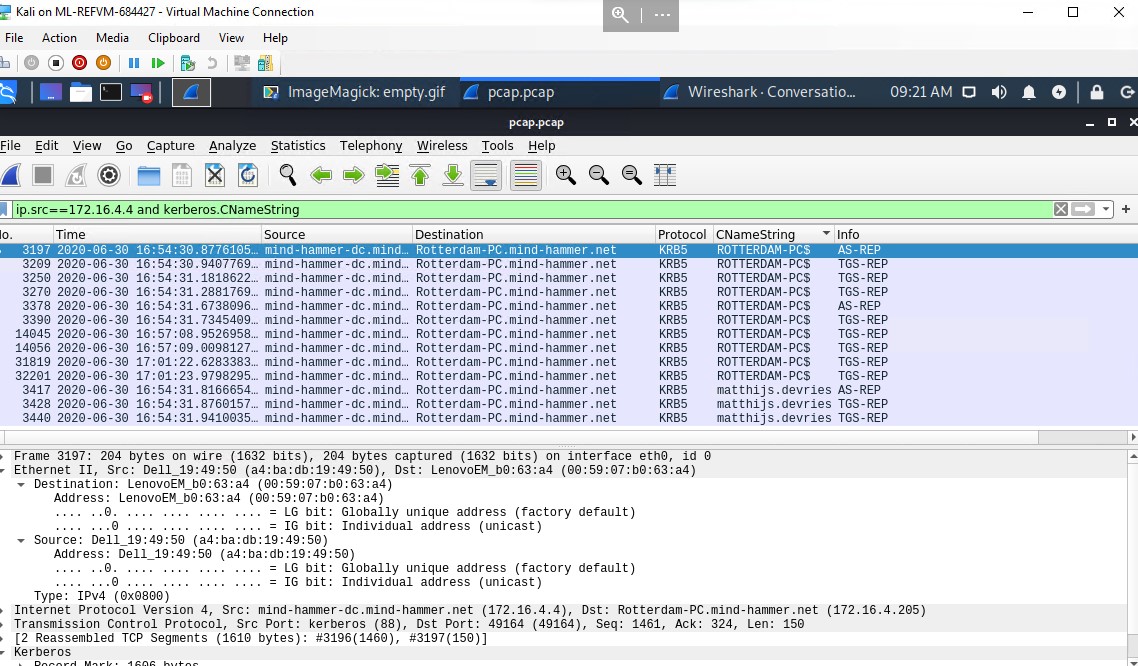 Kali on ML-REFVM-684427 - Virtual Machine Connection
File Action Media Clipboard View Help
ImageMagick: empty.gif pcap.pcap Wireshark · Conversatio... 09:21 AM
pcap.pcap
File Edit View Go Capture Analyze Statistics Telephony Wireless Tools Help
ip.src==172.16.4.4 and kerberos.CNameString
No. Time Source Destination Protocol CNameString Info
3197 2020-06-30 16:54:30.8776105… mind-hammer-dc.mind… Rotterdam-PC.mind-hammer.net KRB5 ROTTERDAM-PC$ AS-REP
3209 2020-06-30 16:54:30.9407769… mind-hammer-dc.mind… Rotterdam-PC.mind-hammer.net KRB5 ROTTERDAM-PC$ TGS-REP
3250 2020-06-30 16:54:31.1818622… mind-hammer-dc.mind… Rotterdam-PC.mind-hammer.net KRB5 ROTTERDAM-PC$ TGS-REP
3270 2020-06-30 16:54:31.2881769… mind-hammer-dc.mind… Rotterdam-PC.mind-hammer.net KRB5 ROTTERDAM-PC$ TGS-REP
3378 2020-06-30 16:54:31.6738096… mind-hammer-dc.mind… Rotterdam-PC.mind-hammer.net KRB5 ROTTERDAM-PC$ AS-REP
3390 2020-06-30 16:54:31.7345409… mind-hammer-dc.mind… Rotterdam-PC.mind-hammer.net KRB5 ROTTERDAM-PC$ TGS-REP
14045 2020-06-30 16:57:08.9526958… mind-hammer-dc.mind… Rotterdam-PC.mind-hammer.net KRB5 ROTTERDAM-PC$ TGS-REP
14056 2020-06-30 16:57:09.0098127… mind-hammer-dc.mind… Rotterdam-PC.mind-hammer.net KRB5 ROTTERDAM-PC$ TGS-REP
31819 2020-06-30 17:01:22.6283383… mind-hammer-dc.mind… Rotterdam-PC.mind-hammer.net KRB5 ROTTERDAM-PC$ TGS-REP
32201 2020-06-30 17:01:23.9798295… mind-hammer-dc.mind… Rotterdam-PC.mind-hammer.net KRB5 ROTTERDAM-PC$ TGS-REP
3417 2020-06-30 16:54:31.8166654… mind-hammer-dc.mind… Rotterdam-PC.mind-hammer.net KRB5 matthijs.devries AS-REP
3428 2020-06-30 16:54:31.8760157… mind-hammer-dc.mind… Rotterdam-PC.mind-hammer.net KRB5 matthijs.devries TGS-REP
3440 2020-06-30 16:54:31.9410035… mind-hammer-dc.mind… Rotterdam-PC.mind-hammer.net KRB5 matthijs.devries TGS-REP
Frame 3197: 204 bytes on wire (1632 bits), 204 bytes captured (1632 bits) on interface eth0, id 0
Ethernet II, Src: Dell_19:49:50 (a4:ba:db:19:49:50), Dst: LenovoEM_b0:63:a4 (00:59:07:b0:63:a4)
Destination: LenovoEM_b0:63:a4 (00:59:07:b0:63:a4)
Address: LenovoEM_b0:63:a4 (00:59:07:b0:63:a4)
.... ..0. .... .... .... .... = LG bit: Globally unique address (factory default)
.... ...0 .... .... .... .... = IG bit: Individual address (unicast)
Source: Dell_19:49:50 (a4:ba:db:19:49:50)
Address: Dell_19:49:50 (a4:ba:db:19:49:50)
.... ..0. .... .... .... .... = LG bit: Globally unique address (factory default)
.... ...0 .... .... .... .... = IG bit: Individual address (unicast)
Type: IPv4 (0x0800)
Internet Protocol Version 4, Src: mind-hammer-dc.mind-hammer.net (172.16.4.4), Dst: Rotterdam-PC.mind-hammer.net (172.16.4.205)
Transmission Control Protocol, Src Port: kerberos (88), Dst Port: 49164 (49164), Seq: 1461, Ack: 324, Len: 150
[2 Reassembled TCP Segments (1610 bytes): #3196(1460), #3197(150)]
Kerberos
Record Mark: 1606 bytes